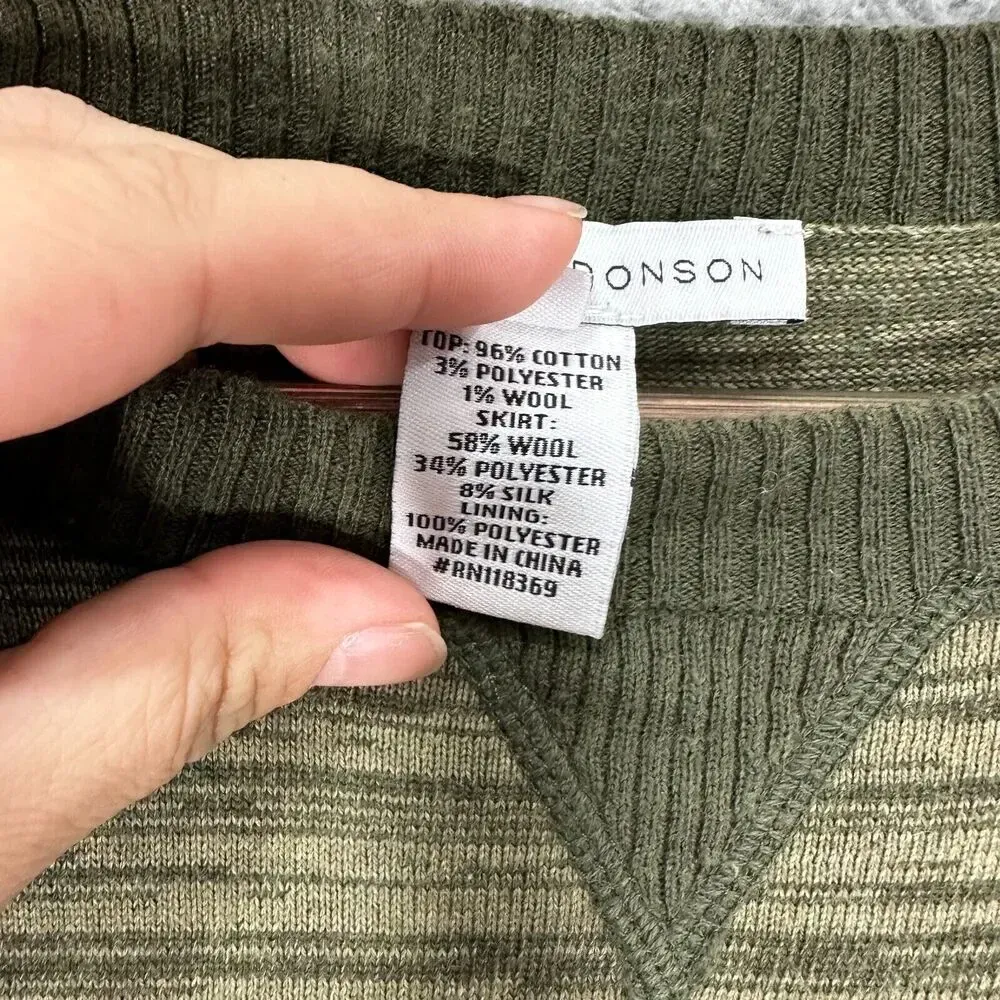 DONSON
TOP: 96% COTTON
3% POLYESTER
1% WOOL
SKIRT:
58% WOOL
34% POLYESTER
8% SILK
LINING:
100% POLYESTER
MADE IN CHINA
#RN118369